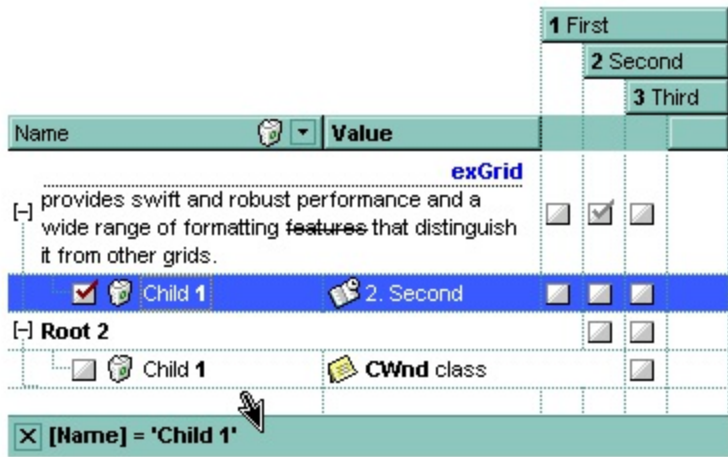 1 First
2 Second
3 Third
Name Value
exGrid
provides swift and robust performance and a
wide range of formatting features that distinguish
it from other grids.
Child 1 2. Second
Root 2
Child 1 CWnd class
[Name] = 'Child 1'